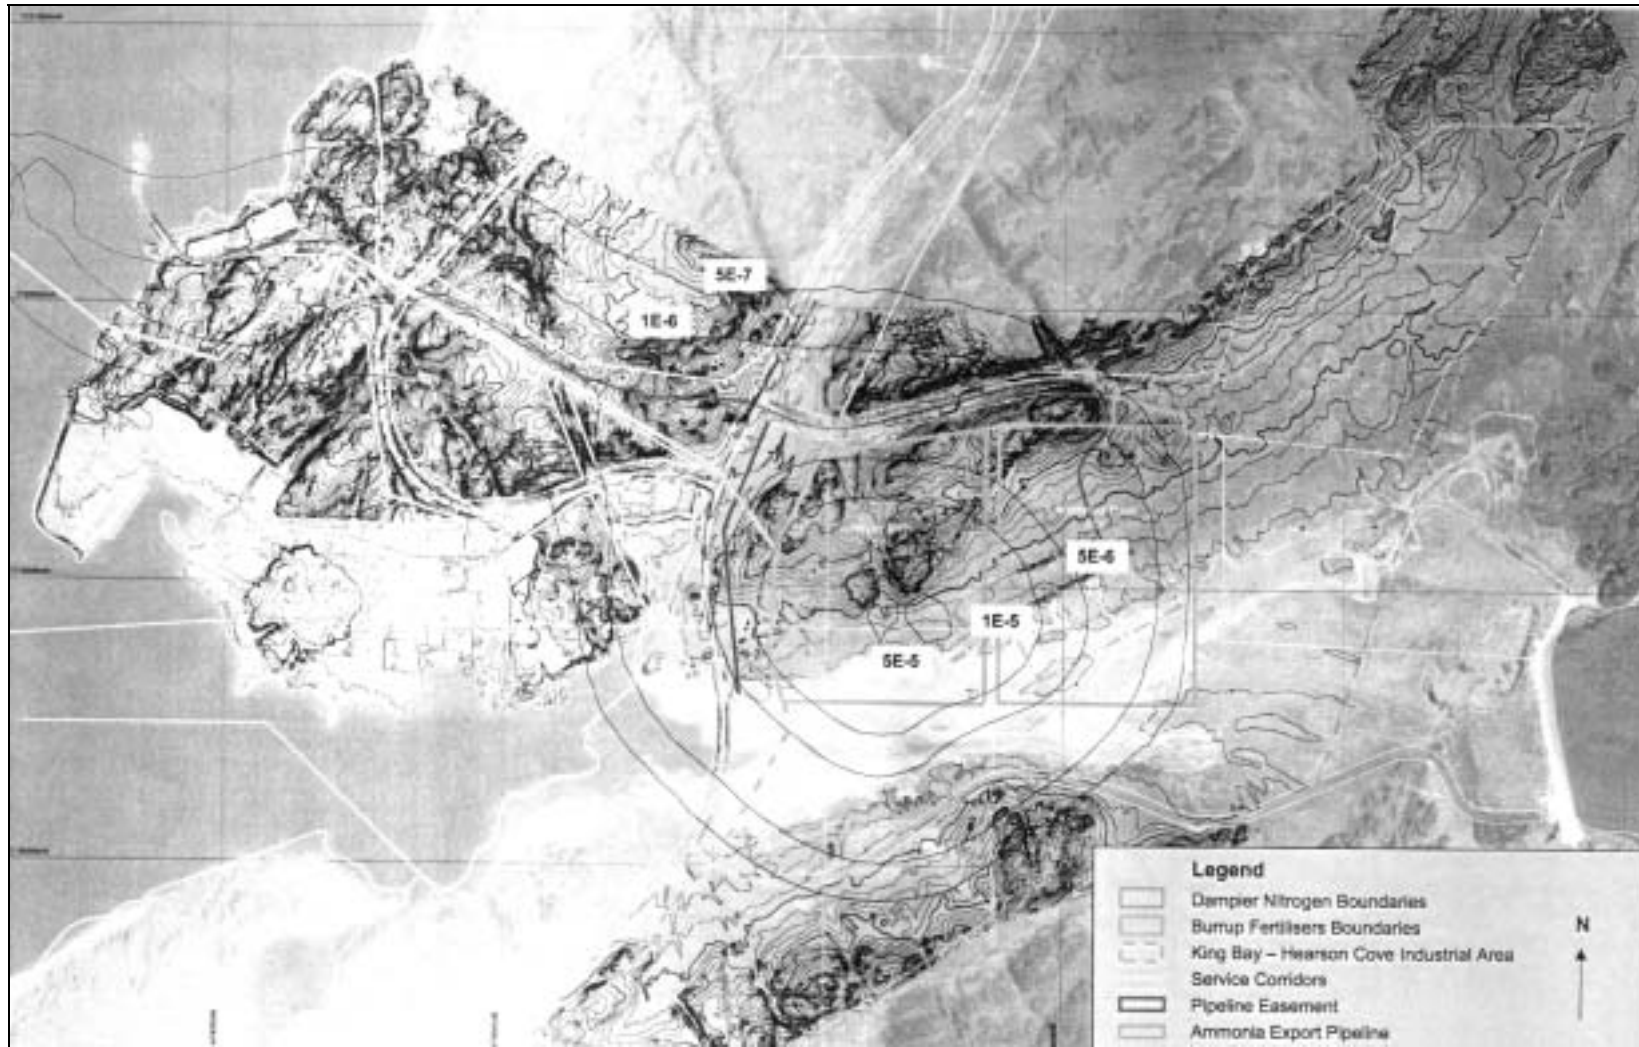 5E-7
1E-6
5E-6
1E-5
5E-5
Legend
Dampier Nitrogen Boundaries
Burrup Fertilisers Boundaries
King Bay – Hearson Cove Industrial Area
N
Service Corridors
Pipeline Easement
Ammonia Export Pipeline